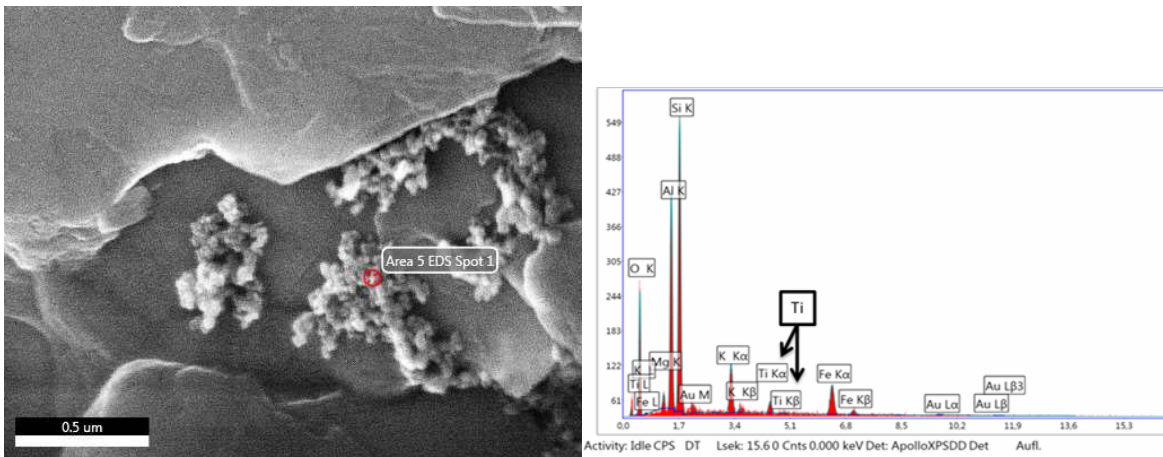 Area 5 EDS Spot 1
0.5 um
549
488
427
366
305
244
183
122
61
Si K
Al K
O K
K
Ti L
Fe L
Mg K
Au M
K Kα
K Kβ
Ti
Ti Kα
Ti Kβ
Fe Kα
Fe Kβ
Au Lα
Au Lβ
Au Lβ3
0,0 1,7 3,4 5,1 6,8 8,5 10,2 11,9 13,6 15,3
Activity: Idle CPS DT Lsek: 15.6 0 Cnts 0.000 keV Det: ApolloXPSDD Det Aufl.